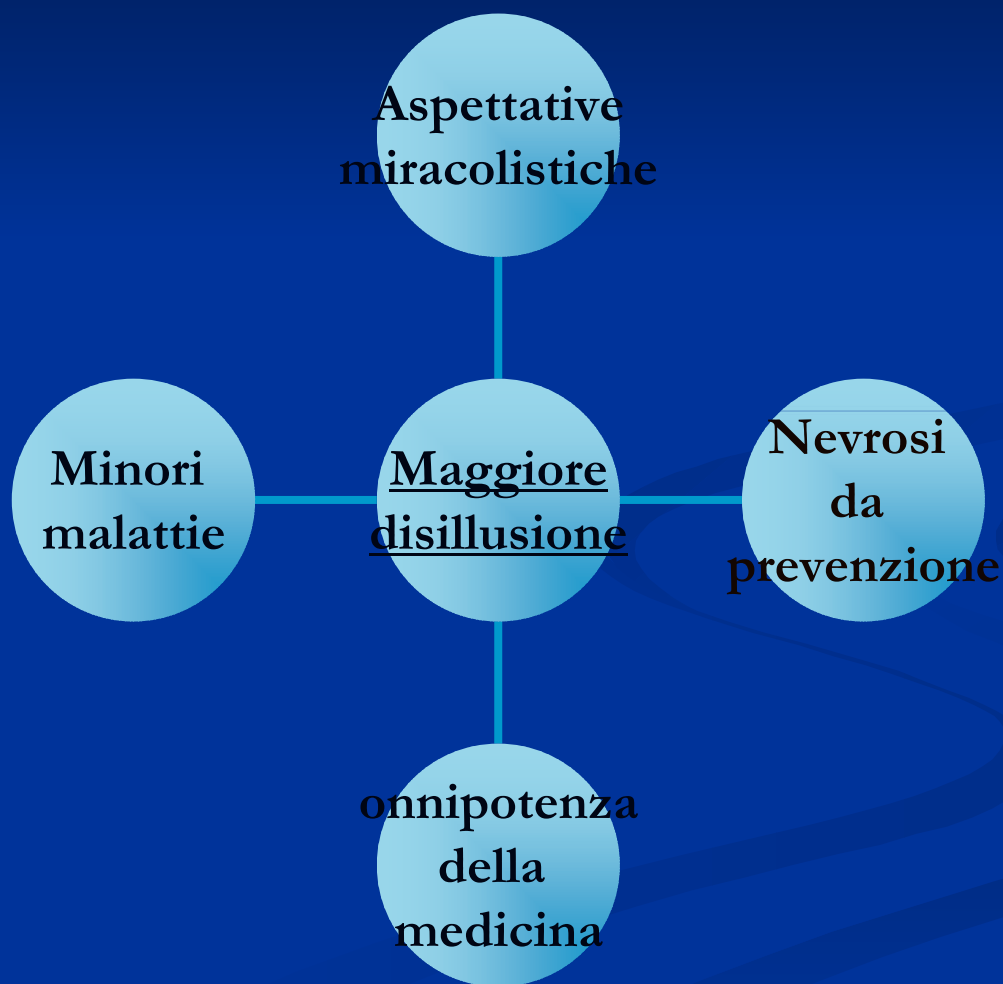 Aspettative
miracolistiche
Minori
malattie
Maggiore
disillusione
Nevrosi
da
prevenzione
onnipotenza
della
medicina